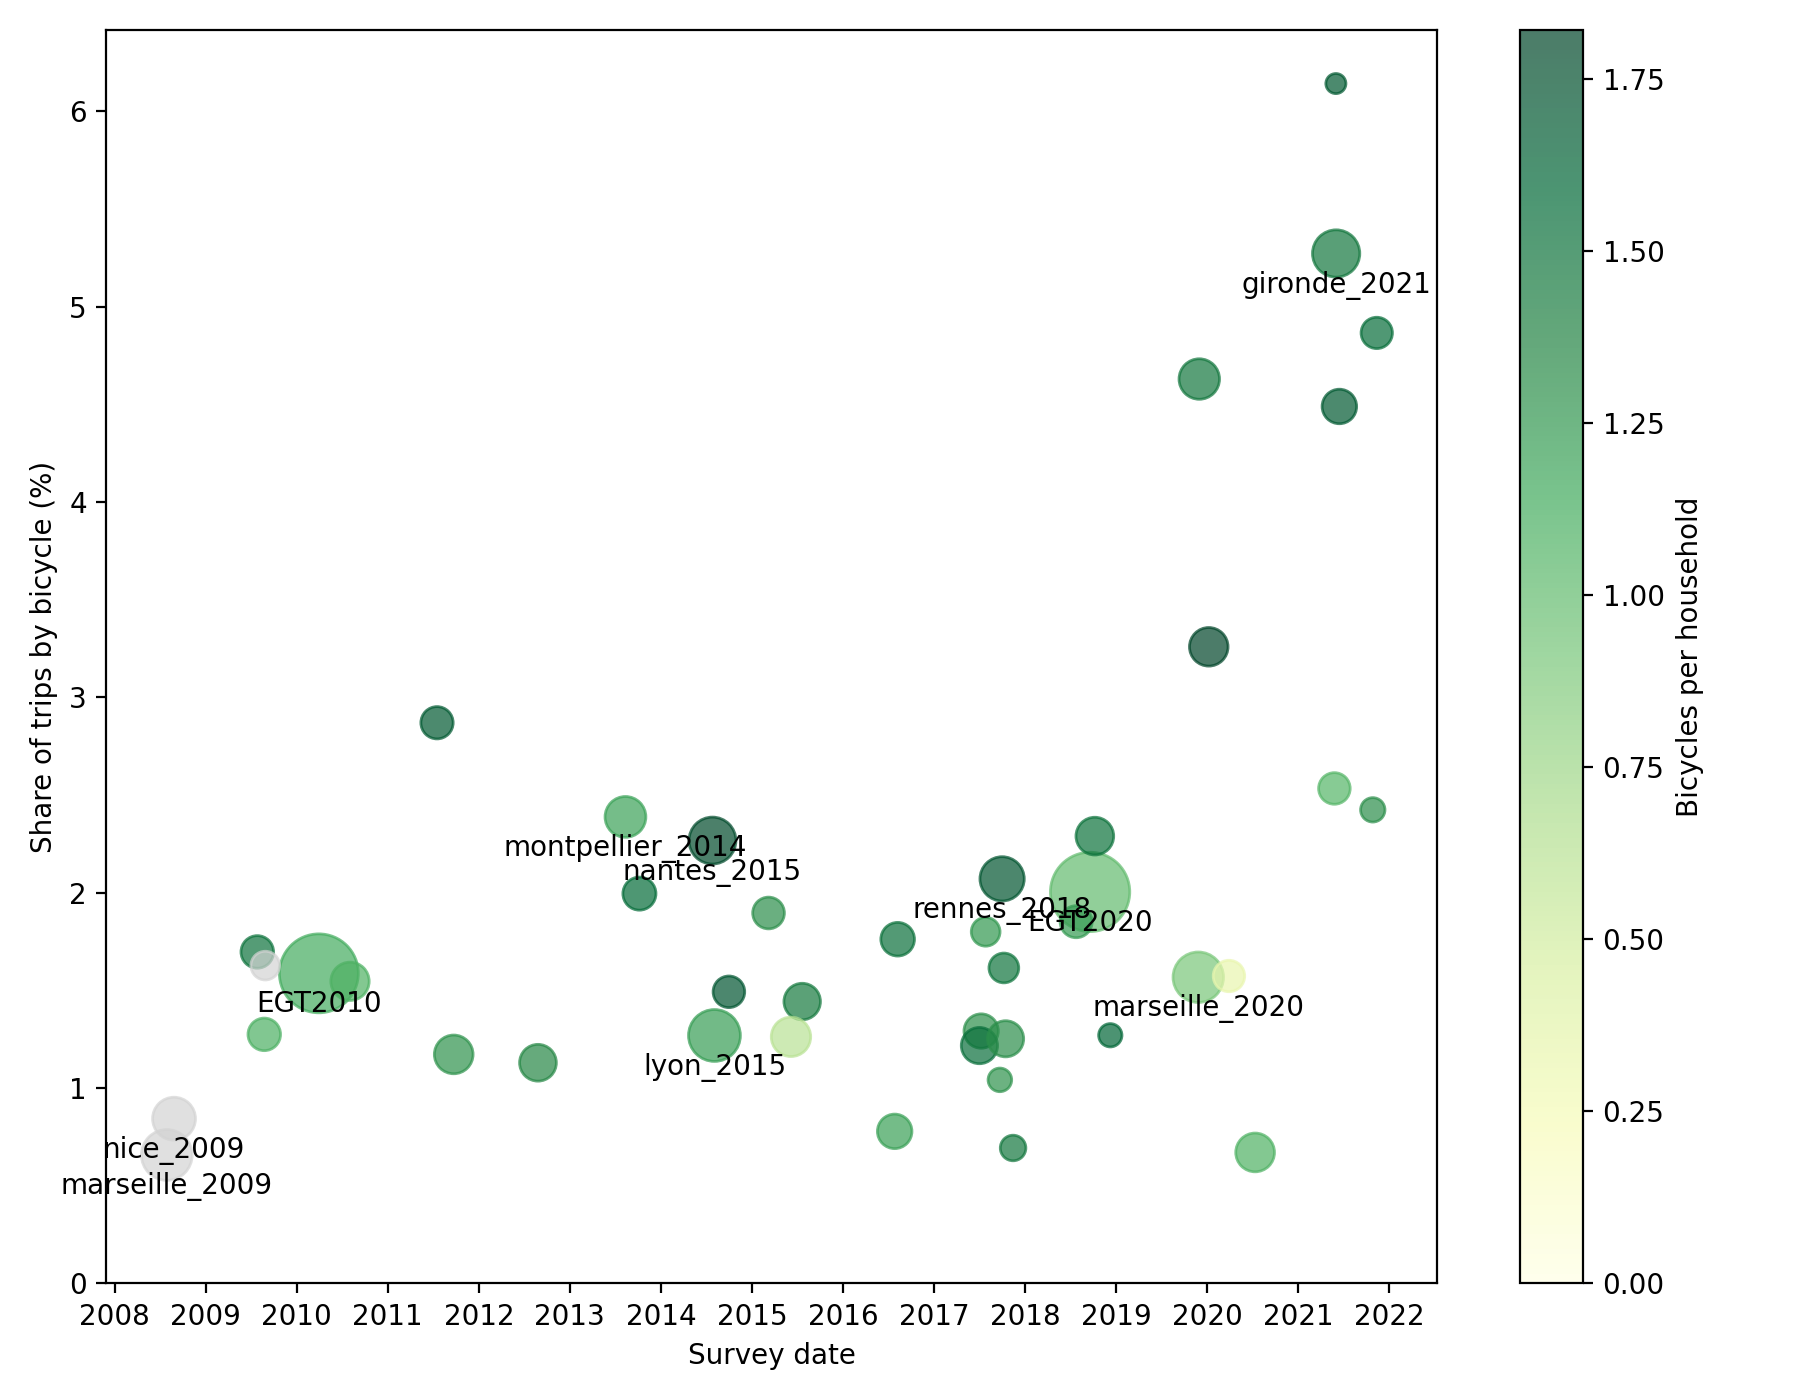 6
5
4
3
2
1
0
Share of trips by bicycle (%)
gironde_2021
montpellier_2014
nantes_2015
rennes_2018
EGT2020
EGT2010
marseille_2020
lyon_2015
nice_2009
marseille_2009
2008 2009 2010 2011 2012 2013 2014 2015 2016 2017 2018 2019 2020 2021 2022
Survey date
1.75
1.50
1.25
1.00
0.75
0.50
0.25
0.00
Bicycles per household